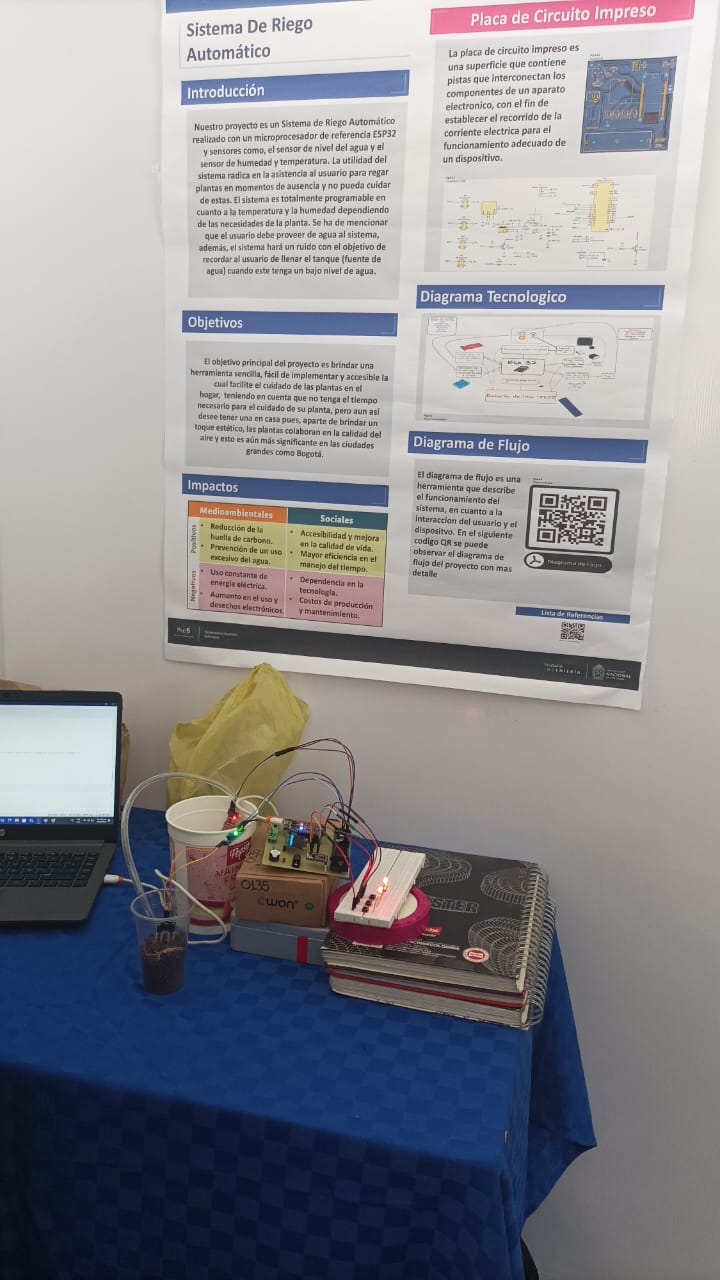 Sistema De Riego
Automático
Introducción
Nuestro proyecto es un Sistema de Riego Automático
realizado con un microprocesador de referencia ESP32
y sensores como, el sensor de nivel del agua y el
sensor de humedad y temperatura. La utilidad del
sistema radica en la asistencia al usuario para regar
plantas en momentos de ausencia y no pueda cuidar
de estas. El sistema es totalmente programable en
cuanto a la temperatura y la humedad dependiendo
de las necesidades de la planta. Se ha de mencionar
que el usuario debe proveer de agua al sistema,
además, el sistema hará un ruido con el objetivo de
recordar al usuario de llenar el tanque (fuente de
agua) cuando este tenga un bajo nivel de agua.
Objetivos
El objetivo principal del proyecto es brindar una
herramienta sencilla, fácil de implementar y accesible la
cual facilite el cuidado de las plantas en el
hogar, teniendo en cuenta que no tenga el tiempo
necesario para el cuidado de su planta, pero aun así
desee tener una en casa pues, aparte de brindar un
toque estético, las plantas colaboran en la calidad del
aire y esto es aún más significante en las ciudades
grandes como Bogotá.
Impactos
Medioambientales
Sociales
Positivos
• Reducción de la
huella de carbono.
• Prevención de un uso
excesivo del agua.
• Accesibilidad y mejora
en la calidad de vida.
• Mayor eficiencia en el
manejo del tiempo.
Negativos
• Uso constante de
energía eléctrica.
• Aumento en el uso y
desechos electrónicos.
• Dependencia en la
tecnología.
• Costos de producción
y mantenimiento.
Placa de Circuito Impreso
La placa de circuito impreso es
una superficie que contiene
pistas que interconectan los
componentes de un aparato
electronico, con el fin de
establecer el recorrido de la
corriente electrica para el
funcionamiento adecuado de
un dispositivo.
Diagrama Tecnologico
Diagrama de Flujo
El diagrama de flujo es una
herramienta que describe
el funcionamiento del
sistema, en cuanto a la
interaccion del usuario y el
dispositvo. En el siguiente
codigo QR se puede
observar el diagrama de
flujo del proyecto con mas
detalle
Diagrama de Flujo
Lista de Referencias
INGENIERÍA
NACIONAL
0135
owon